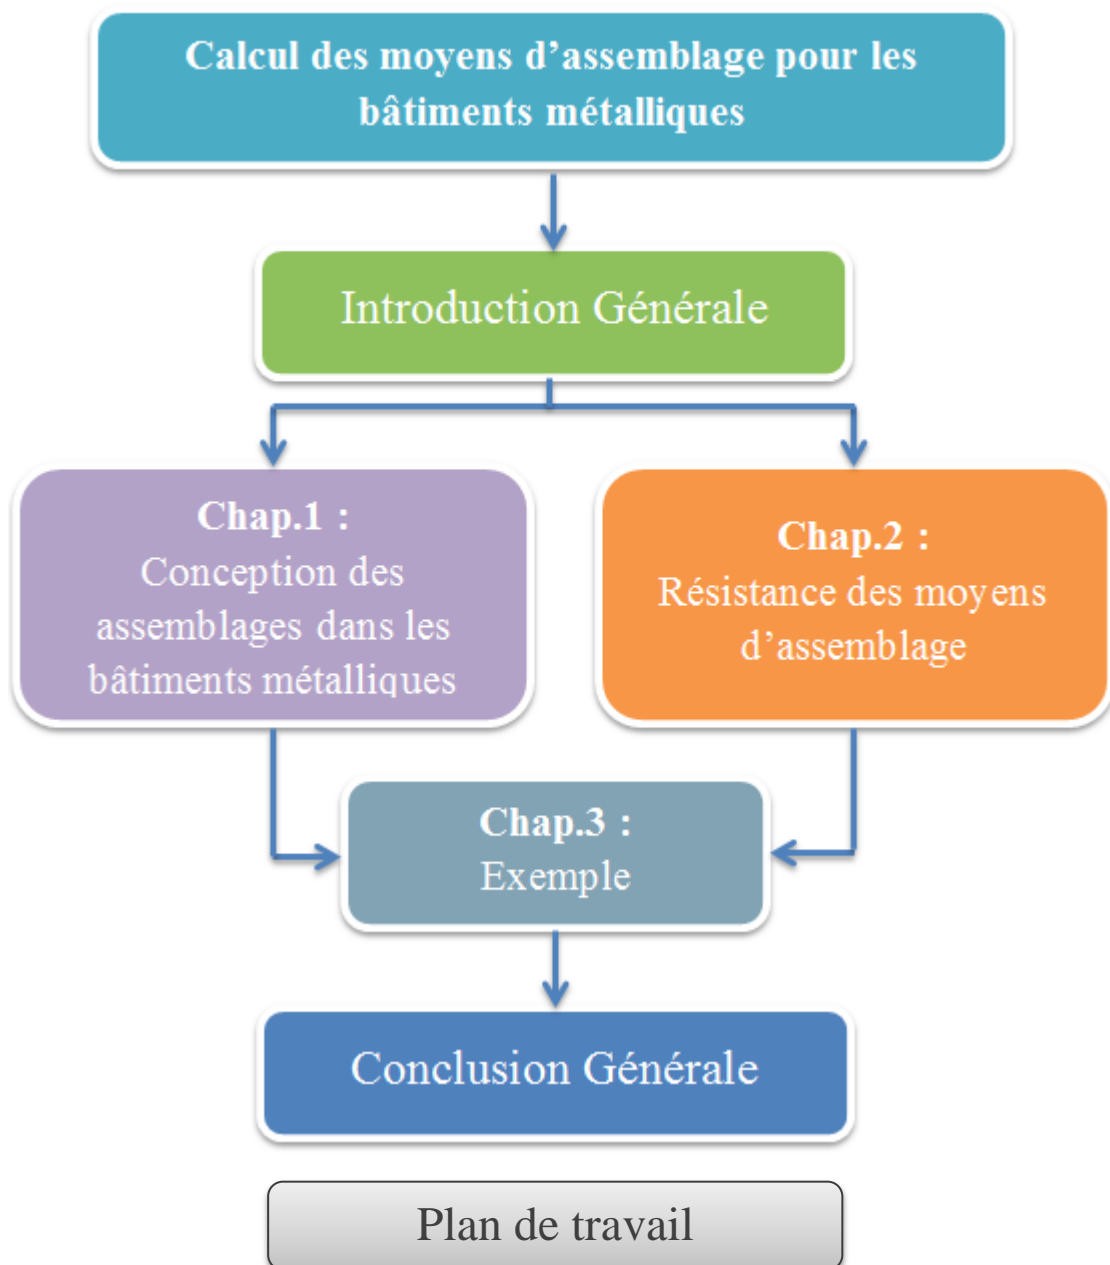 Calcul des moyens d’assemblage pour les
bâtiments métalliques
Introduction Générale
Chap.1 :
Conception des
assemblages dans les
bâtiments métalliques
Chap.2 :
Résistance des moyens
d’assemblage
Chap.3 :
Exemple
Conclusion Générale
Plan de travail